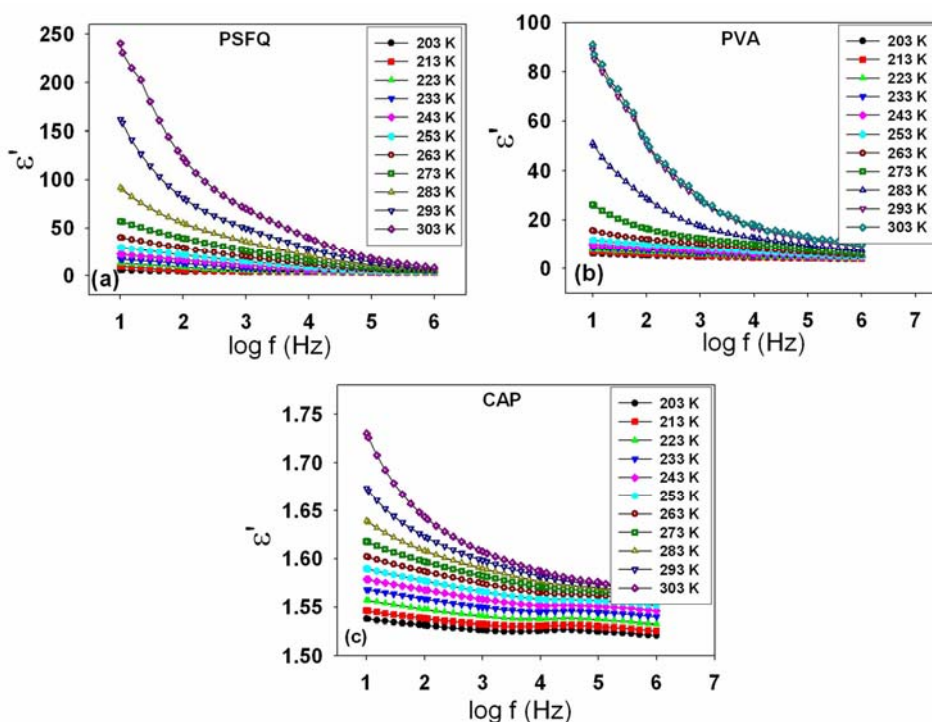 PSFQ
250
200
150
100
50
0
ε'
(a)
1 2 3 4 5 6
log f (Hz)
203 K
213 K
223 K
233 K
243 K
253 K
263 K
273 K
283 K
293 K
303 K
PVA
100
80
60
40
20
0
ε'
(b)
1 2 3 4 5 6 7
log f (Hz)
203 K
213 K
223 K
233 K
243 K
253 K
263 K
273 K
283 K
293 K
303 K
CAP
1.75
1.70
1.65
1.60
1.55
1.50
ε'
(c)
1 2 3 4 5 6 7
log f (Hz)
203 K
213 K
223 K
233 K
243 K
253 K
263 K
273 K
283 K
293 K
303 K